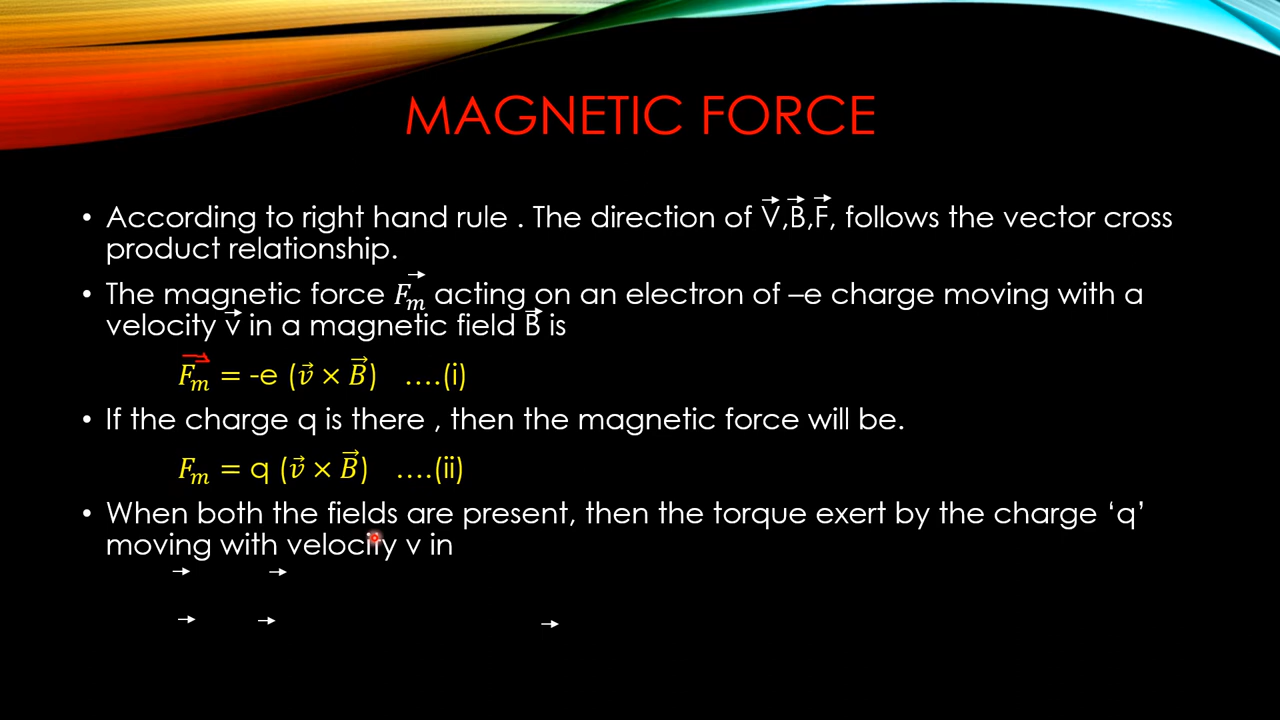 MAGNETIC FORCE
• According to right hand rule . The direction of V⃗,B⃗,F⃗, follows the vector cross
product relationship.
• The magnetic force F⃗ₘ acting on an electron of –e charge moving with a
velocity v⃗ in a magnetic field B⃗ is
F⃗ₘ = -e (v⃗ × B⃗) ….(i)
• If the charge q is there , then the magnetic force will be.
Fₘ = q (v⃗ × B⃗) ….(ii)
• When both the fields are present, then the torque exert by the charge ‘q’
moving with velocity v in